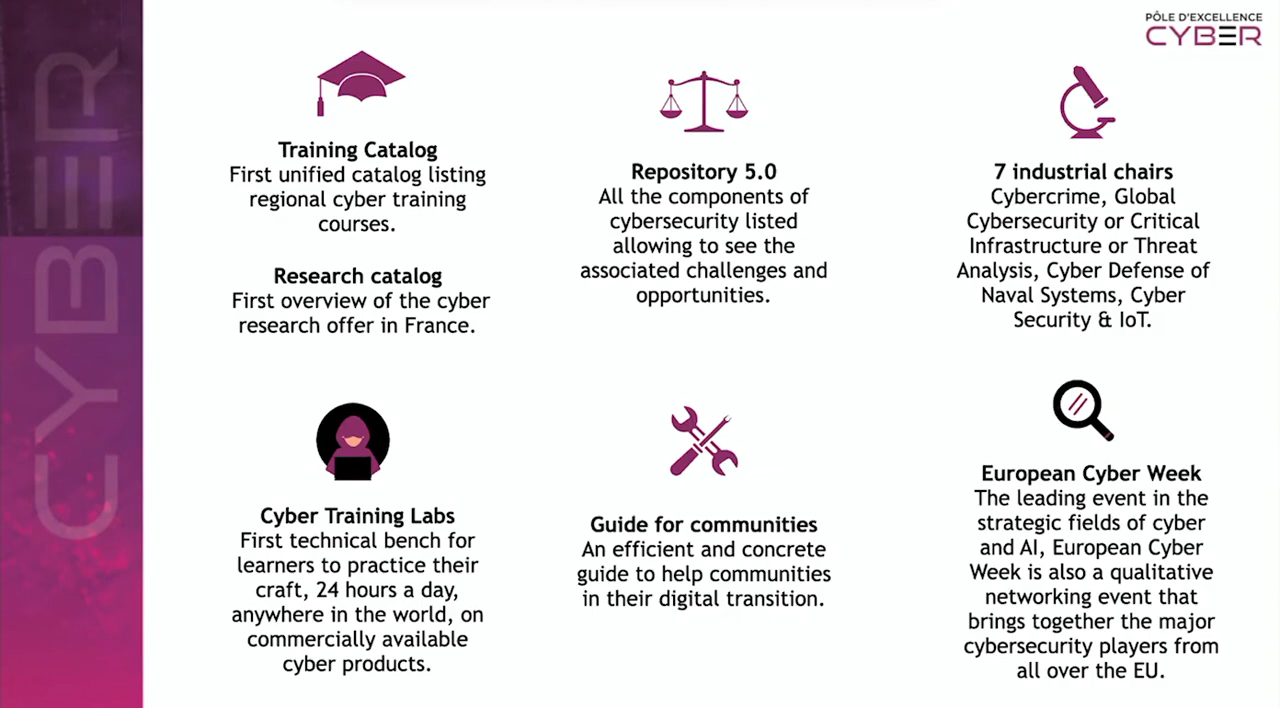 PÔLE D'EXCELLENCE
CYBER
CYBER
Training Catalog
First unified catalog listing
regional cyber training
courses.
Research catalog
First overview of the cyber
research offer in France.
Repository 5.0
All the components of
cybersecurity listed
allowing to see the
associated challenges and
opportunities.
7 industrial chairs
Cybercrime, Global
Cybersecurity or Critical
Infrastructure or Threat
Analysis, Cyber Defense of
Naval Systems, Cyber
Security & IoT.
Cyber Training Labs
First technical bench for
learners to practice their
craft, 24 hours a day,
anywhere in the world, on
commercially available
cyber products.
Guide for communities
An efficient and concrete
guide to help communities
in their digital transition.
European Cyber Week
The leading event in the
strategic fields of cyber
and AI, European Cyber
Week is also a qualitative
networking event that
brings together the major
cybersecurity players from
all over the EU.